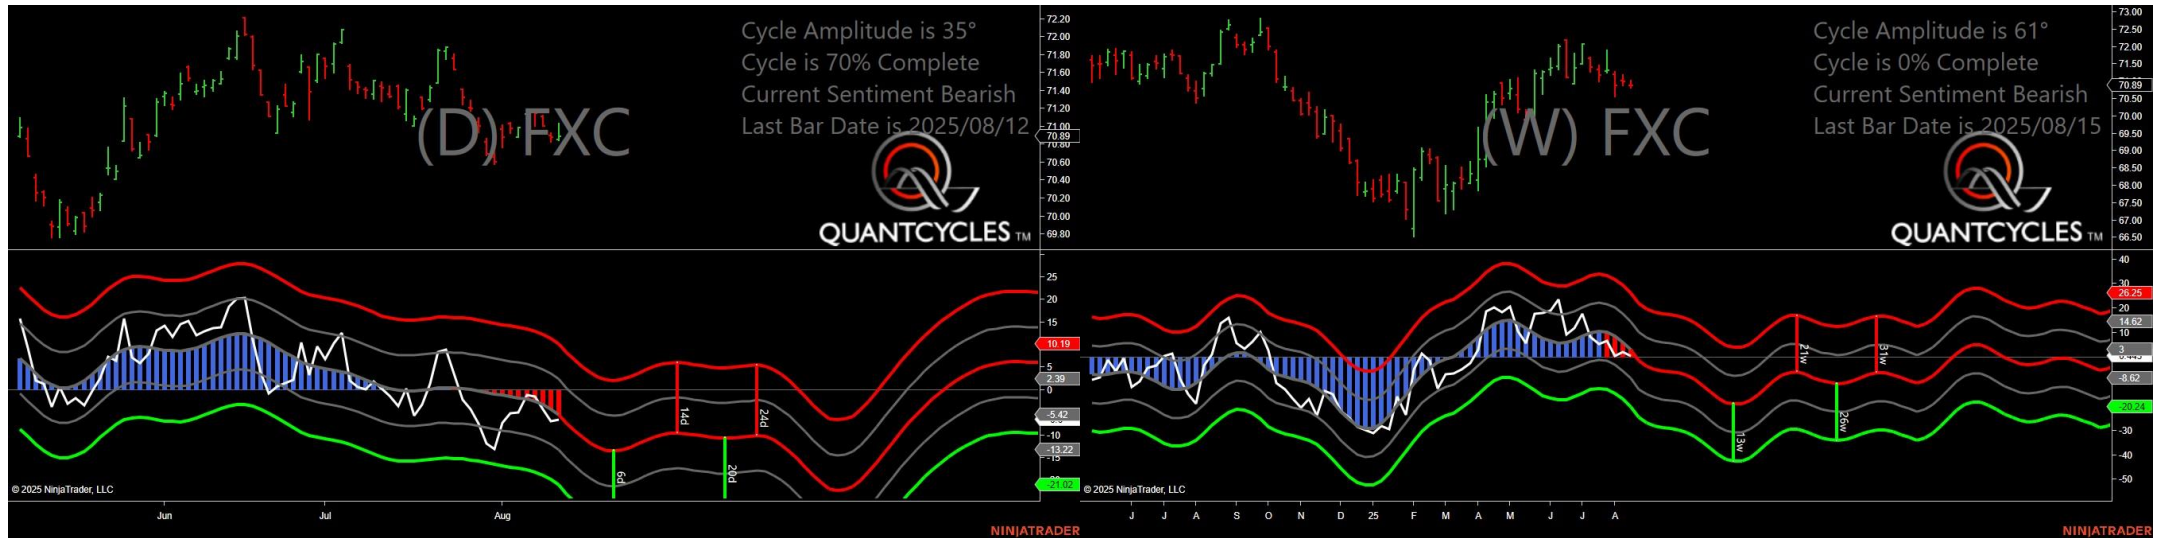 Cycle Amplitude is 35°
Cycle is 70% Complete
Current Sentiment Bearish
Last Bar Date is 2025/08/12
(D) FXC
QUANTCYCLES TM
72.20
72.00
71.80
71.60
71.40
71.20
71.00
70.89
70.80
70.60
70.40
70.20
70.00
69.80
25
20
15
10.19
5
2.39
0
-5.42
-10
-13.22
-15
-21.02
6d
14d
20d
24d
© 2025 NinjaTrader, LLC
Jun Jul Aug
NINJATRADER
Cycle Amplitude is 61°
Cycle is 0% Complete
Current Sentiment Bearish
Last Bar Date is 2025/08/15
(W) FXC
QUANTCYCLES TM
73.00
72.50
72.00
71.50
70.89
70.50
70.00
69.50
69.00
68.50
68.00
67.50
67.00
66.50
40
30
26.25
20
14.62
10
3
-8.62
-20.24
-30
-40
-50
13w
21w
26w
31w
© 2025 NinjaTrader, LLC
J J A S O N D 25 F M A M J J A
NINJATRADER